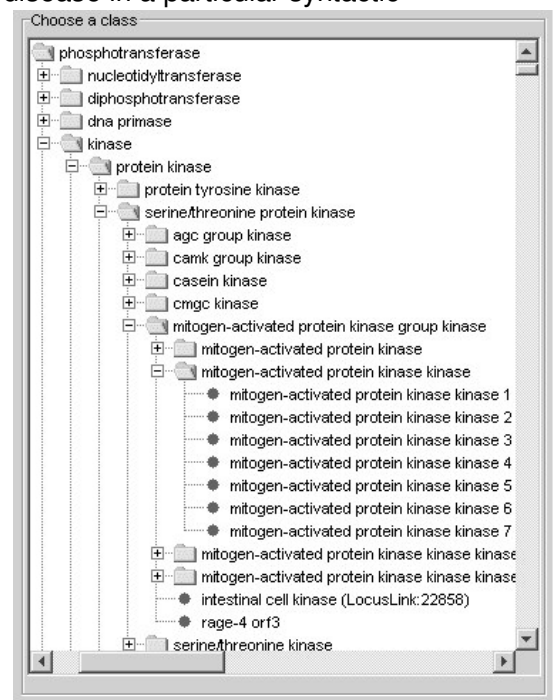 disease in a particular syntactic
Choose a class
phosphotransferase
nucleotidyltransferase
diphosphotransferase
dna primase
kinase
protein kinase
protein tyrosine kinase
serine/threonine protein kinase
agc group kinase
camk group kinase
casein kinase
cmgc kinase
mitogen-activated protein kinase group kinase
mitogen-activated protein kinase
mitogen-activated protein kinase kinase
mitogen-activated protein kinase kinase 1
mitogen-activated protein kinase kinase 2
mitogen-activated protein kinase kinase 3
mitogen-activated protein kinase kinase 4
mitogen-activated protein kinase kinase 5
mitogen-activated protein kinase kinase 6
mitogen-activated protein kinase kinase 7
mitogen-activated protein kinase kinase kinase
mitogen-activated protein kinase kinase kinase
intestinal cell kinase (LocusLink:22858)
rage-4 orf3
serine/threonine kinase